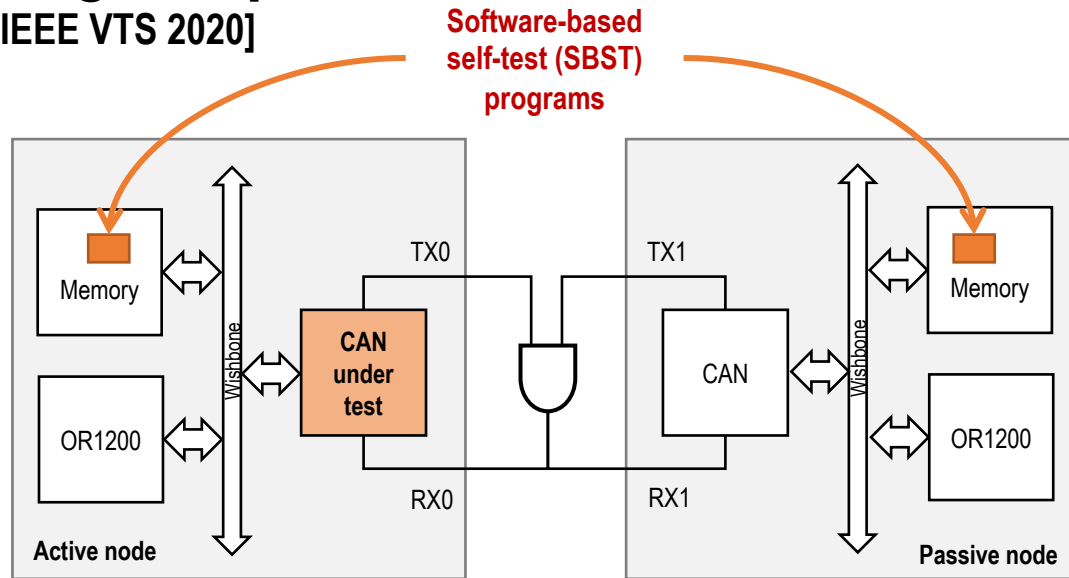 IEEE VTS 2020]
Software-based
self-test (SBST)
programs
Memory
OR1200
Wishbone
CAN
under
test
TX0
RX0
Active node
TX1
RX1
CAN
Wishbone
Memory
OR1200
Passive node